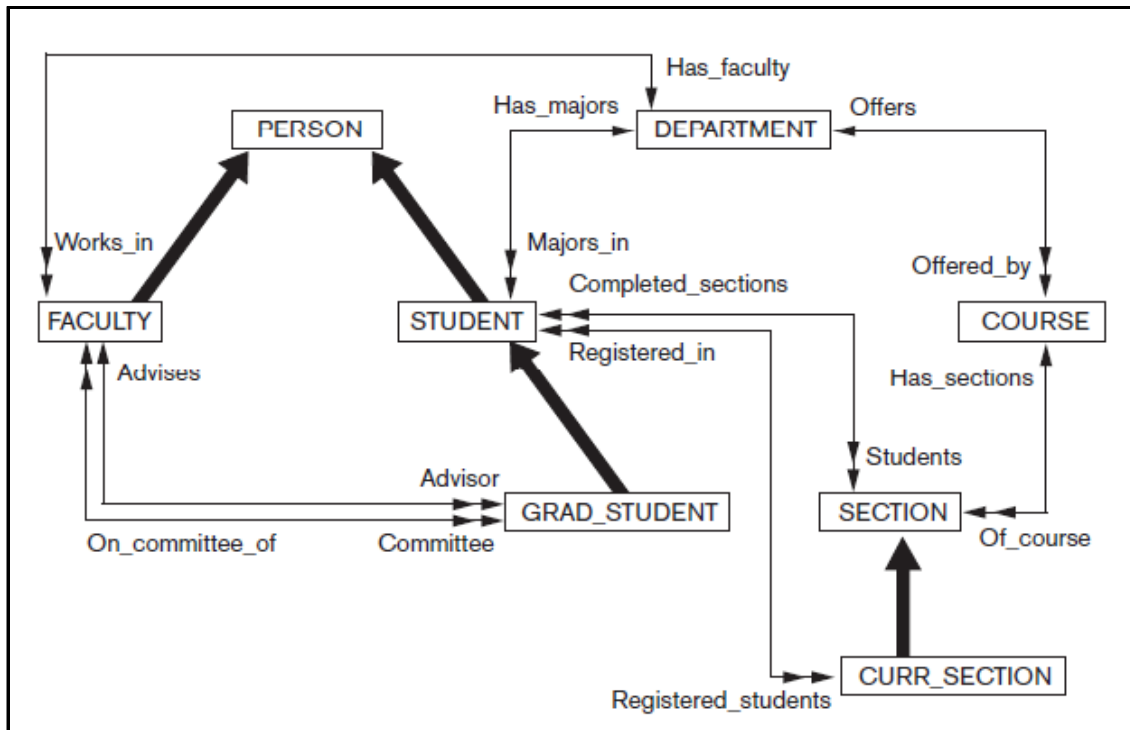 Has_faculty
Has_majors
Offers
PERSON
DEPARTMENT
Works_in
Majors_in
Offered_by
Completed_sections
FACULTY
STUDENT
COURSE
Registered_in
Advises
Has_sections
Students
Advisor
GRAD_STUDENT
SECTION
On_committee_of
Committee
Of_course
CURR_SECTION
Registered_students